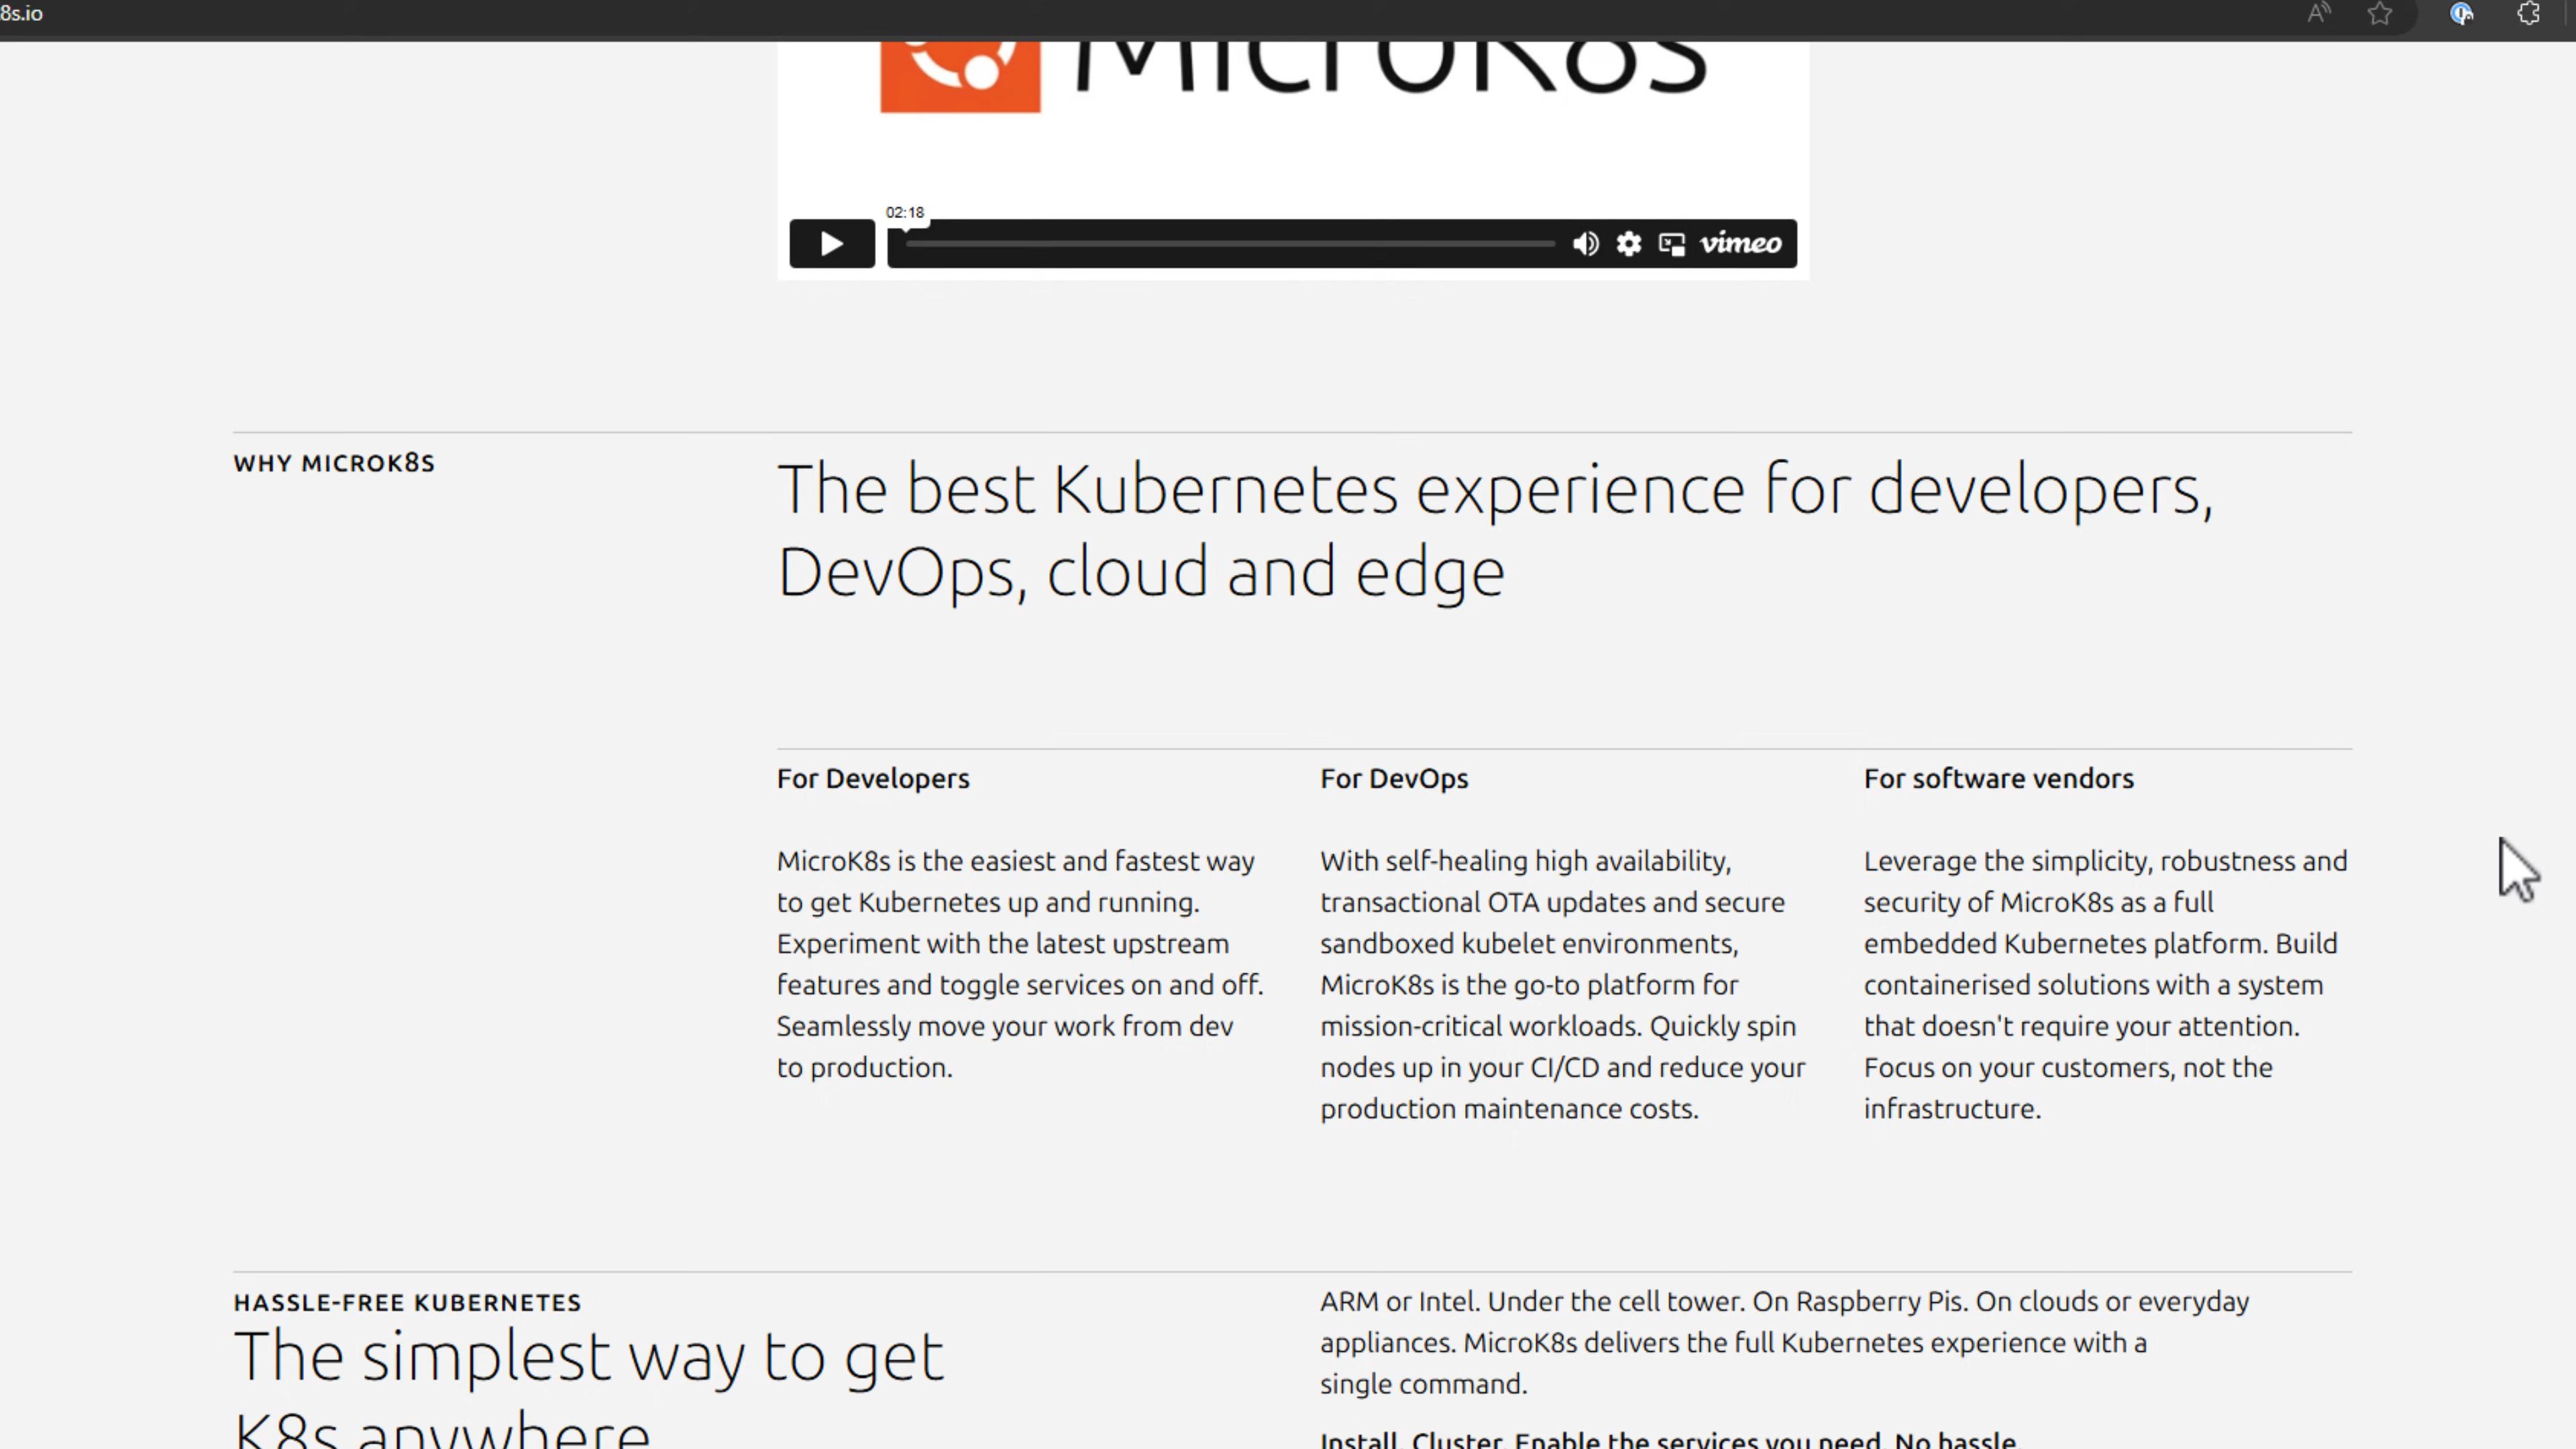 8s.io
MicroK8s
02:18
vimeo
WHY MICROK8S
The best Kubernetes experience for developers,
DevOps, cloud and edge
For Developers
MicroK8s is the easiest and fastest way
to get Kubernetes up and running.
Experiment with the latest upstream
features and toggle services on and off.
Seamlessly move your work from dev
to production.
For DevOps
With self-healing high availability,
transactional OTA updates and secure
sandboxed kubelet environments,
MicroK8s is the go-to platform for
mission-critical workloads. Quickly spin
nodes up in your CI/CD and reduce your
production maintenance costs.
For software vendors
Leverage the simplicity, robustness and
security of MicroK8s as a full
embedded Kubernetes platform. Build
containerised solutions with a system
that doesn't require your attention.
Focus on your customers, not the
infrastructure.
HASSLE-FREE KUBERNETES
The simplest way to get
K8s anywhere
ARM or Intel. Under the cell tower. On Raspberry Pis. On clouds or everyday
appliances. MicroK8s delivers the full Kubernetes experience with a
single command.
Install. Cluster. Enable the services you need. No hassle.